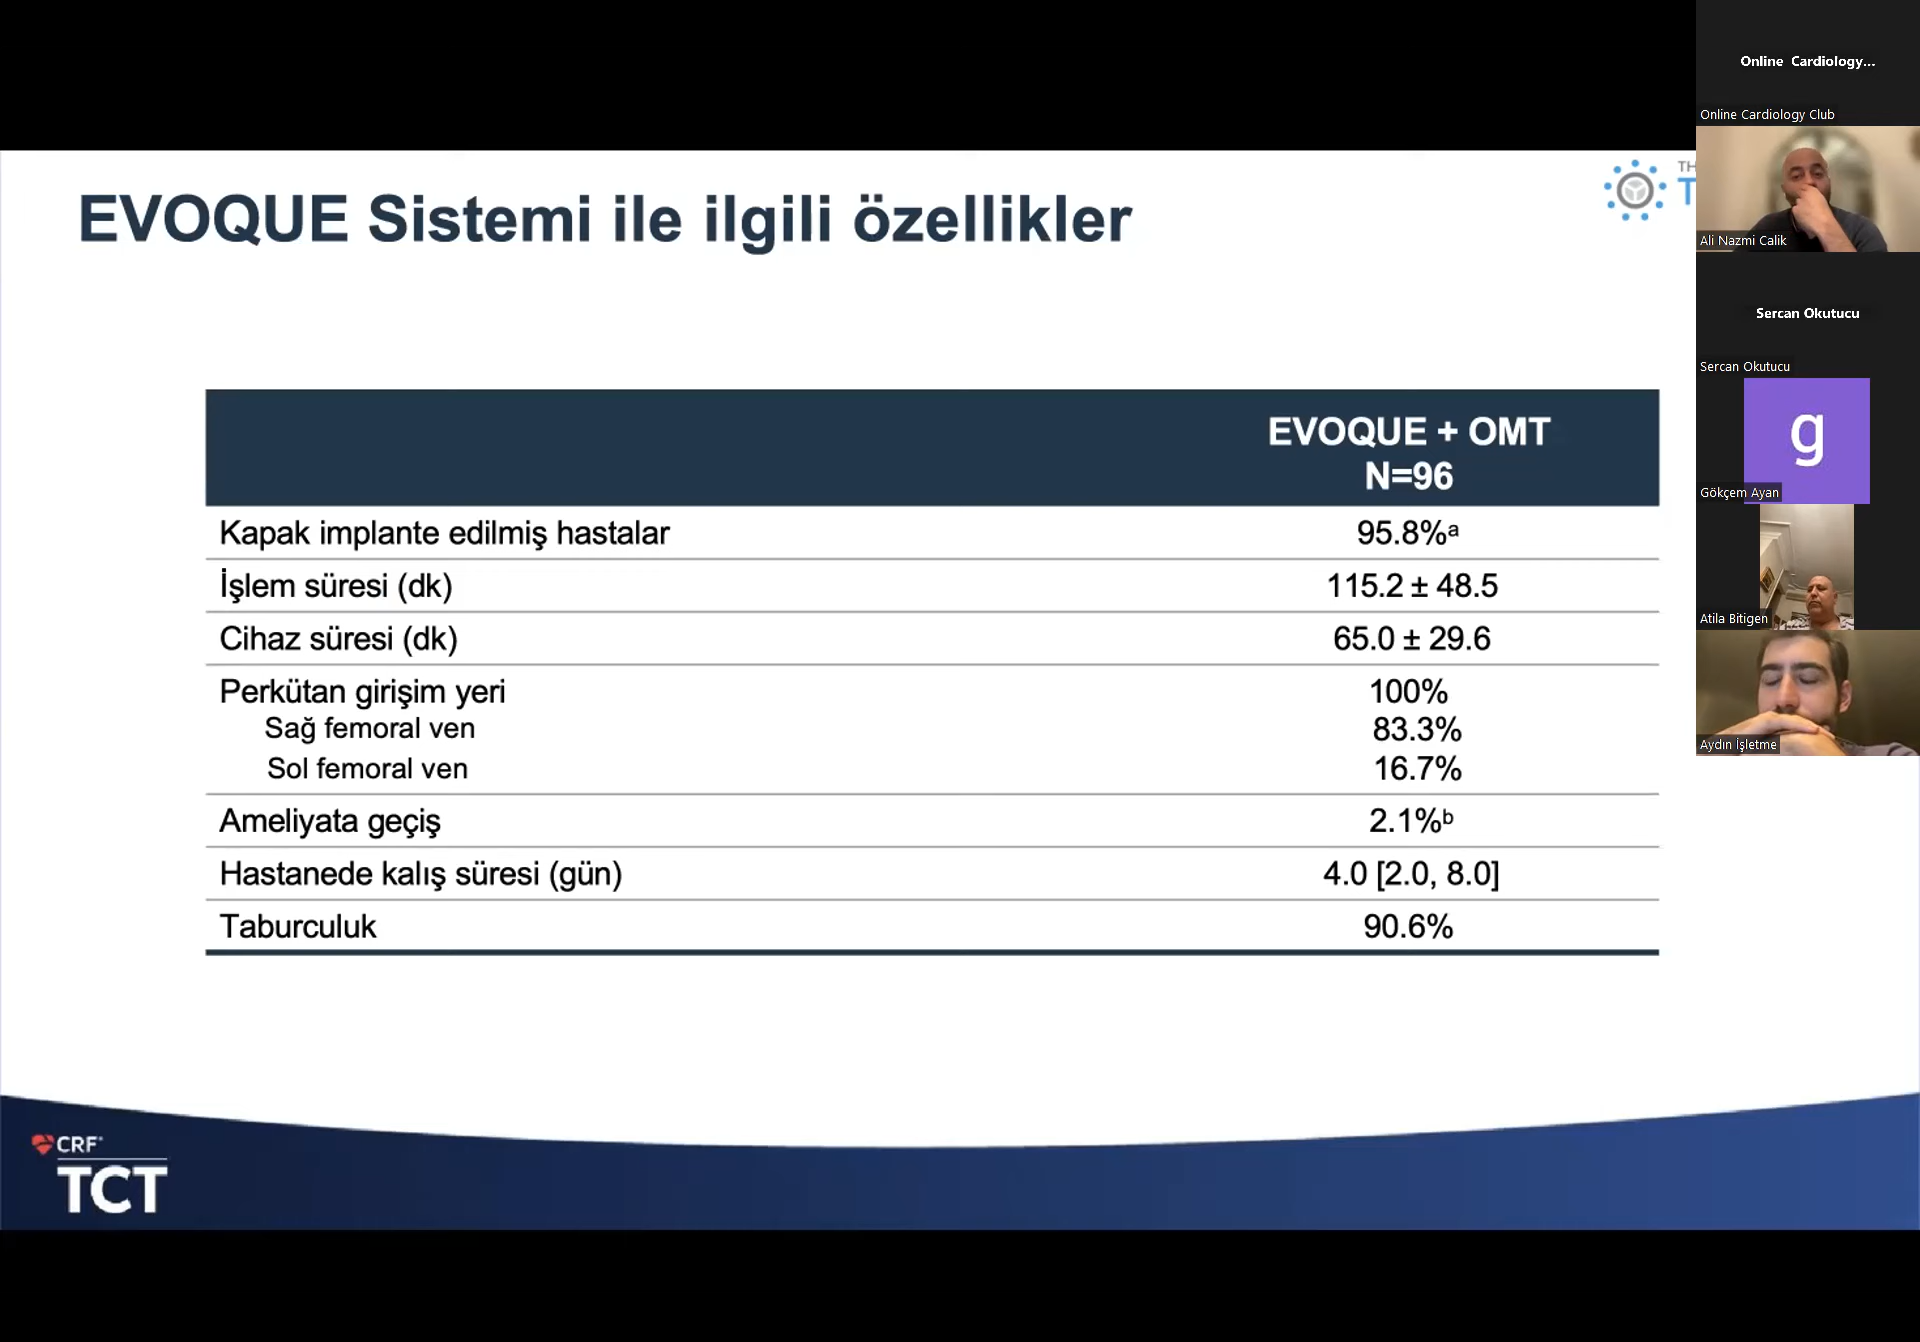 EVOQUE Sistemi ile ilgili özellikler
TH
T
EVOQUE + OMT
N=96
Kapak implante edilmiş hastalar 95.8%ᵃ
İşlem süresi (dk) 115.2 ± 48.5
Cihaz süresi (dk) 65.0 ± 29.6
Perkütan girişim yeri 100%
Sağ femoral ven 83.3%
Sol femoral ven 16.7%
Ameliyata geçiş 2.1%ᵇ
Hastanede kalış süresi (gün) 4.0 [2.0, 8.0]
Taburculuk 90.6%
CRF®
TCT
Online Cardiology...
Online Cardiology Club
Ali Nazmi Calik
Sercan Okutucu
Sercan Okutucu
g
Gökçem Ayan
Atila Bitigen
Aydın İşletme